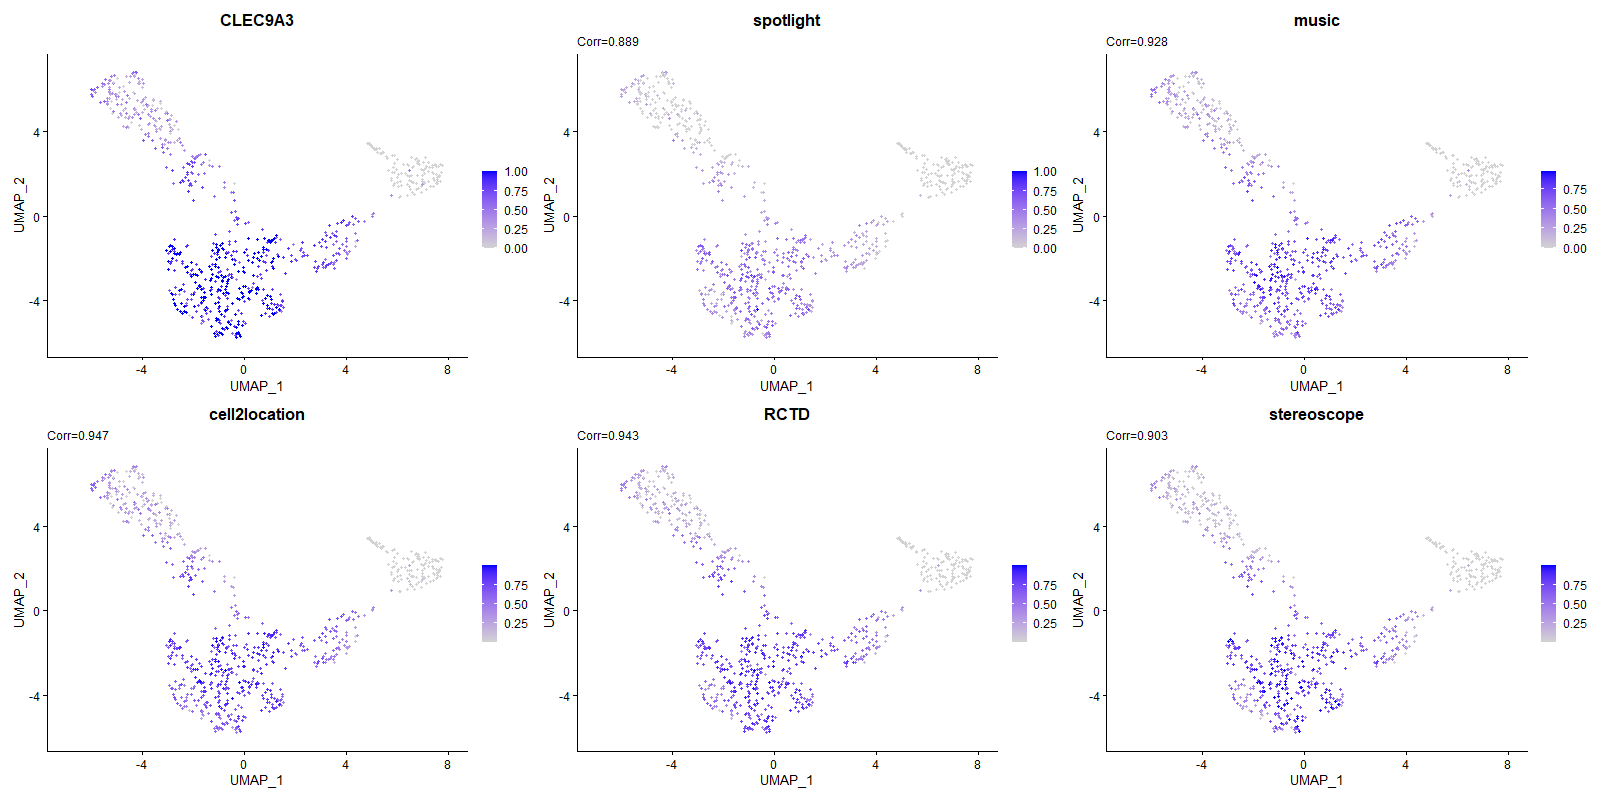 CLEC9A3
UMAP_2
4
0
-4
-4
0
4
8
UMAP_1
1.00
0.75
0.50
0.25
0.00
spotlight
Corr=0.889
UMAP_2
4
0
-4
-4
0
4
8
UMAP_1
1.00
0.75
0.50
0.25
0.00
music
Corr=0.928
UMAP_2
4
0
-4
-4
0
4
8
UMAP_1
0.75
0.50
0.25
0.00
cell2location
Corr=0.947
UMAP_2
4
0
-4
-4
0
4
8
UMAP_1
0.75
0.50
0.25
RCTD
Corr=0.943
UMAP_2
4
0
-4
-4
0
4
8
UMAP_1
0.75
0.50
0.25
stereoscope
Corr=0.903
UMAP_2
4
0
-4
-4
0
4
8
UMAP_1
0.75
0.50
0.25